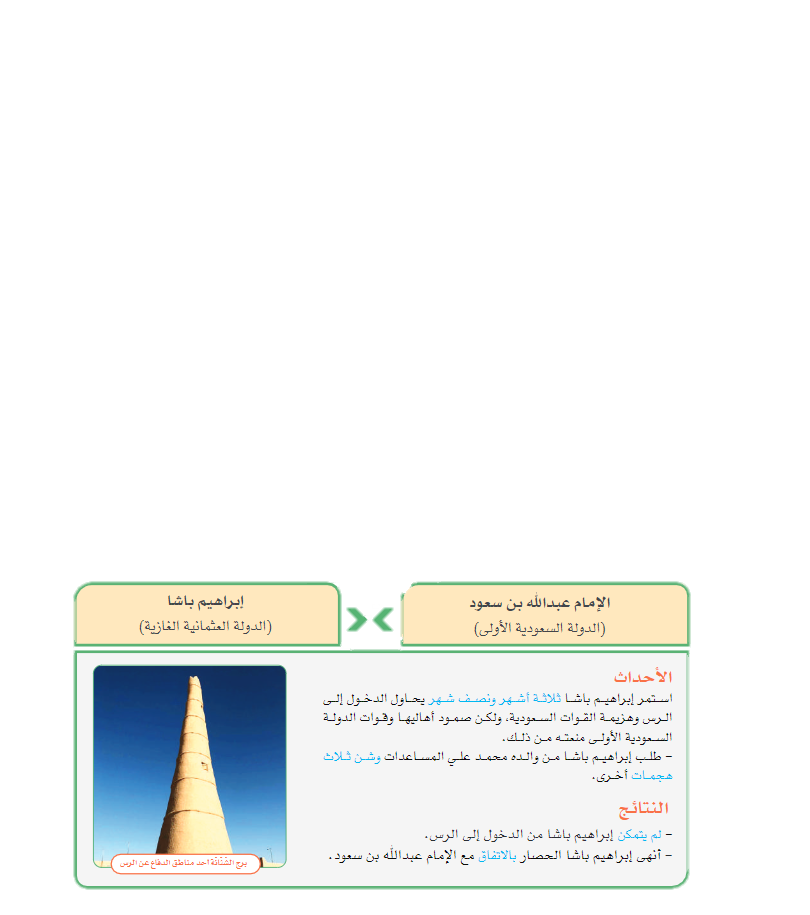 الإمام عبدالله بن سعود
(الدولة السعودية الأولى)
إبراهيم باشا
(الدولة العثمانية الغازية)
الأحداث
استمر إبراهيم باشا ثلاثة أشهر ونصف شهر يحاول الدخول إلى
الرس وهزيمة القوات السعودية، ولكن صمود أهاليها وقوات الدولة
السعودية الأولى منعته من ذلك.
- طلب إبراهيم باشا من والده محمد علي المساعدات وشن ثلاث
هجمات أخرى.
النتائج
- لم يتمكن إبراهيم باشا من الدخول إلى الرس.
- أنهى إبراهيم باشا الحصار بالاتفاق مع الإمام عبدالله بن سعود.
برج الشنانة أحد مناطق الدفاع عن الرس